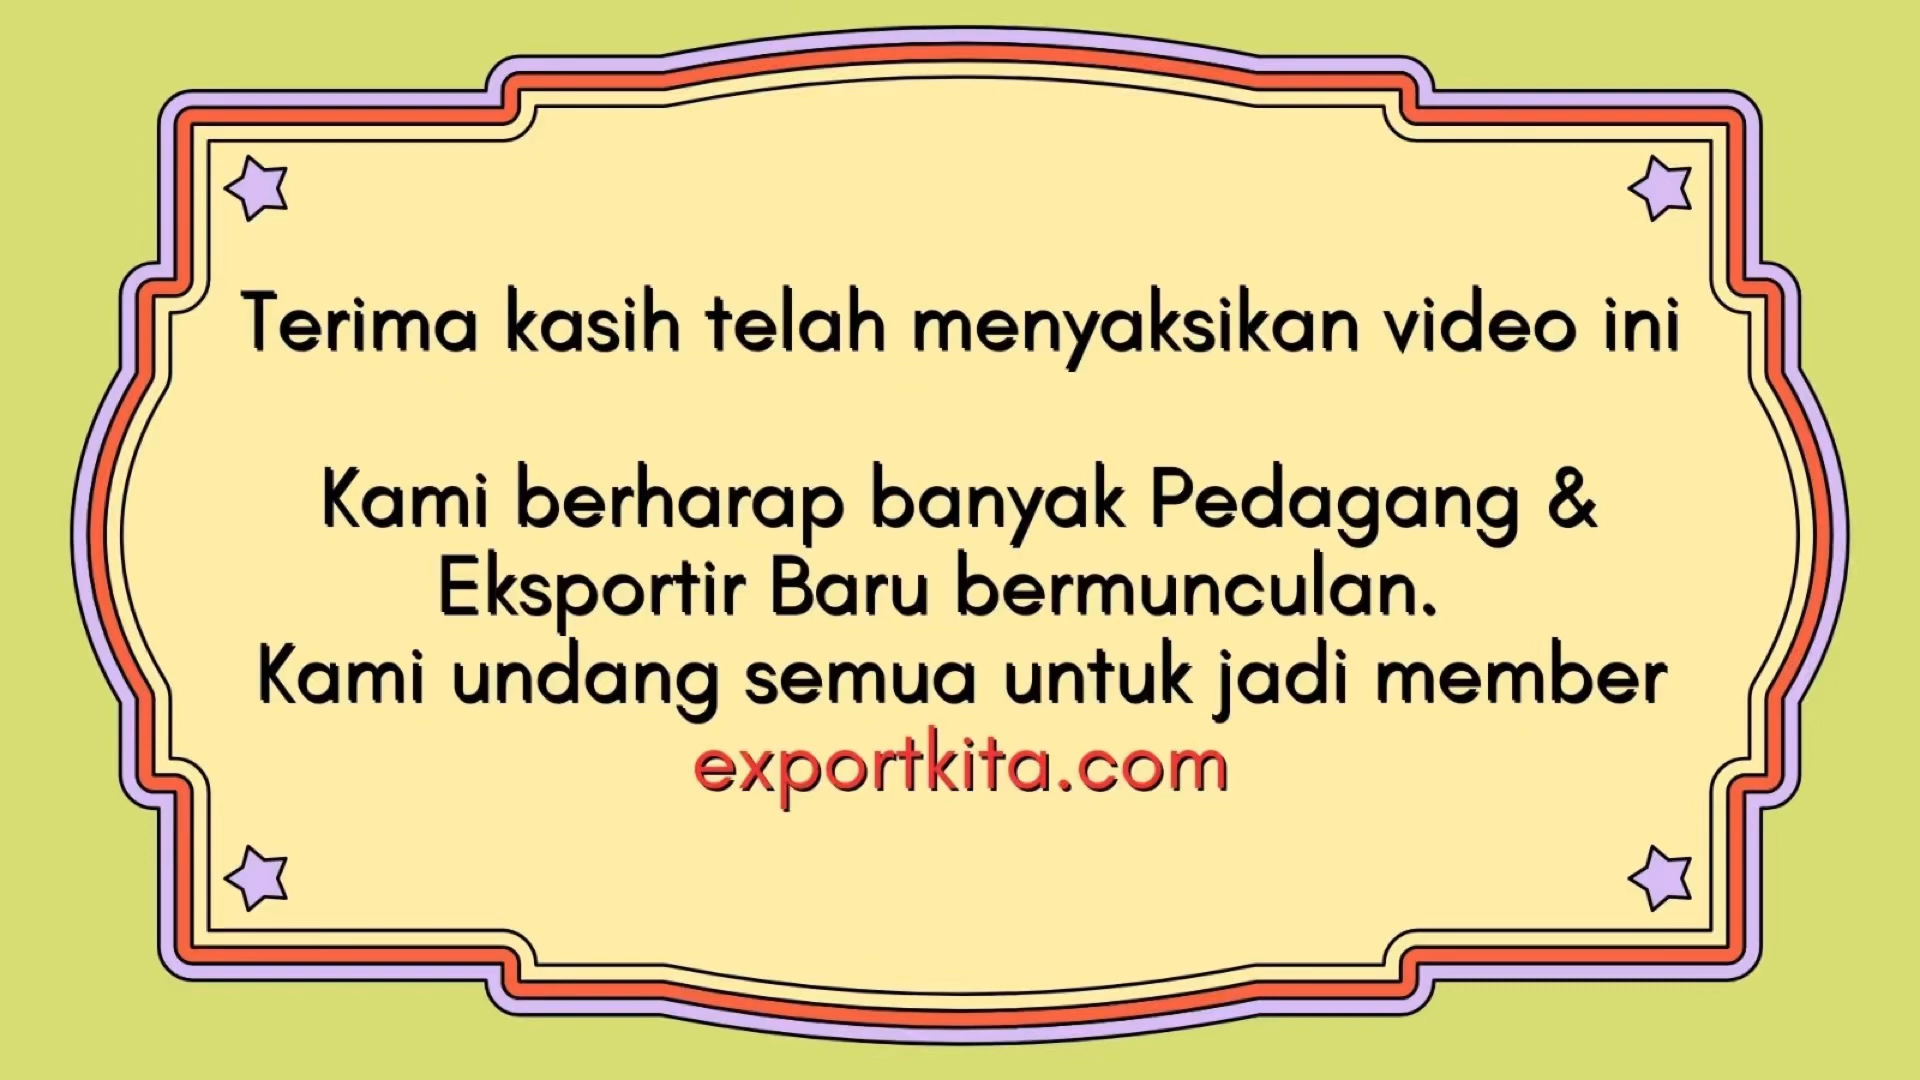 Terima kasih telah menyaksikan video ini
Kami berharap banyak Pedagang &
Eksportir Baru bermunculan.
Kami undang semua untuk jadi member
exportkita.com